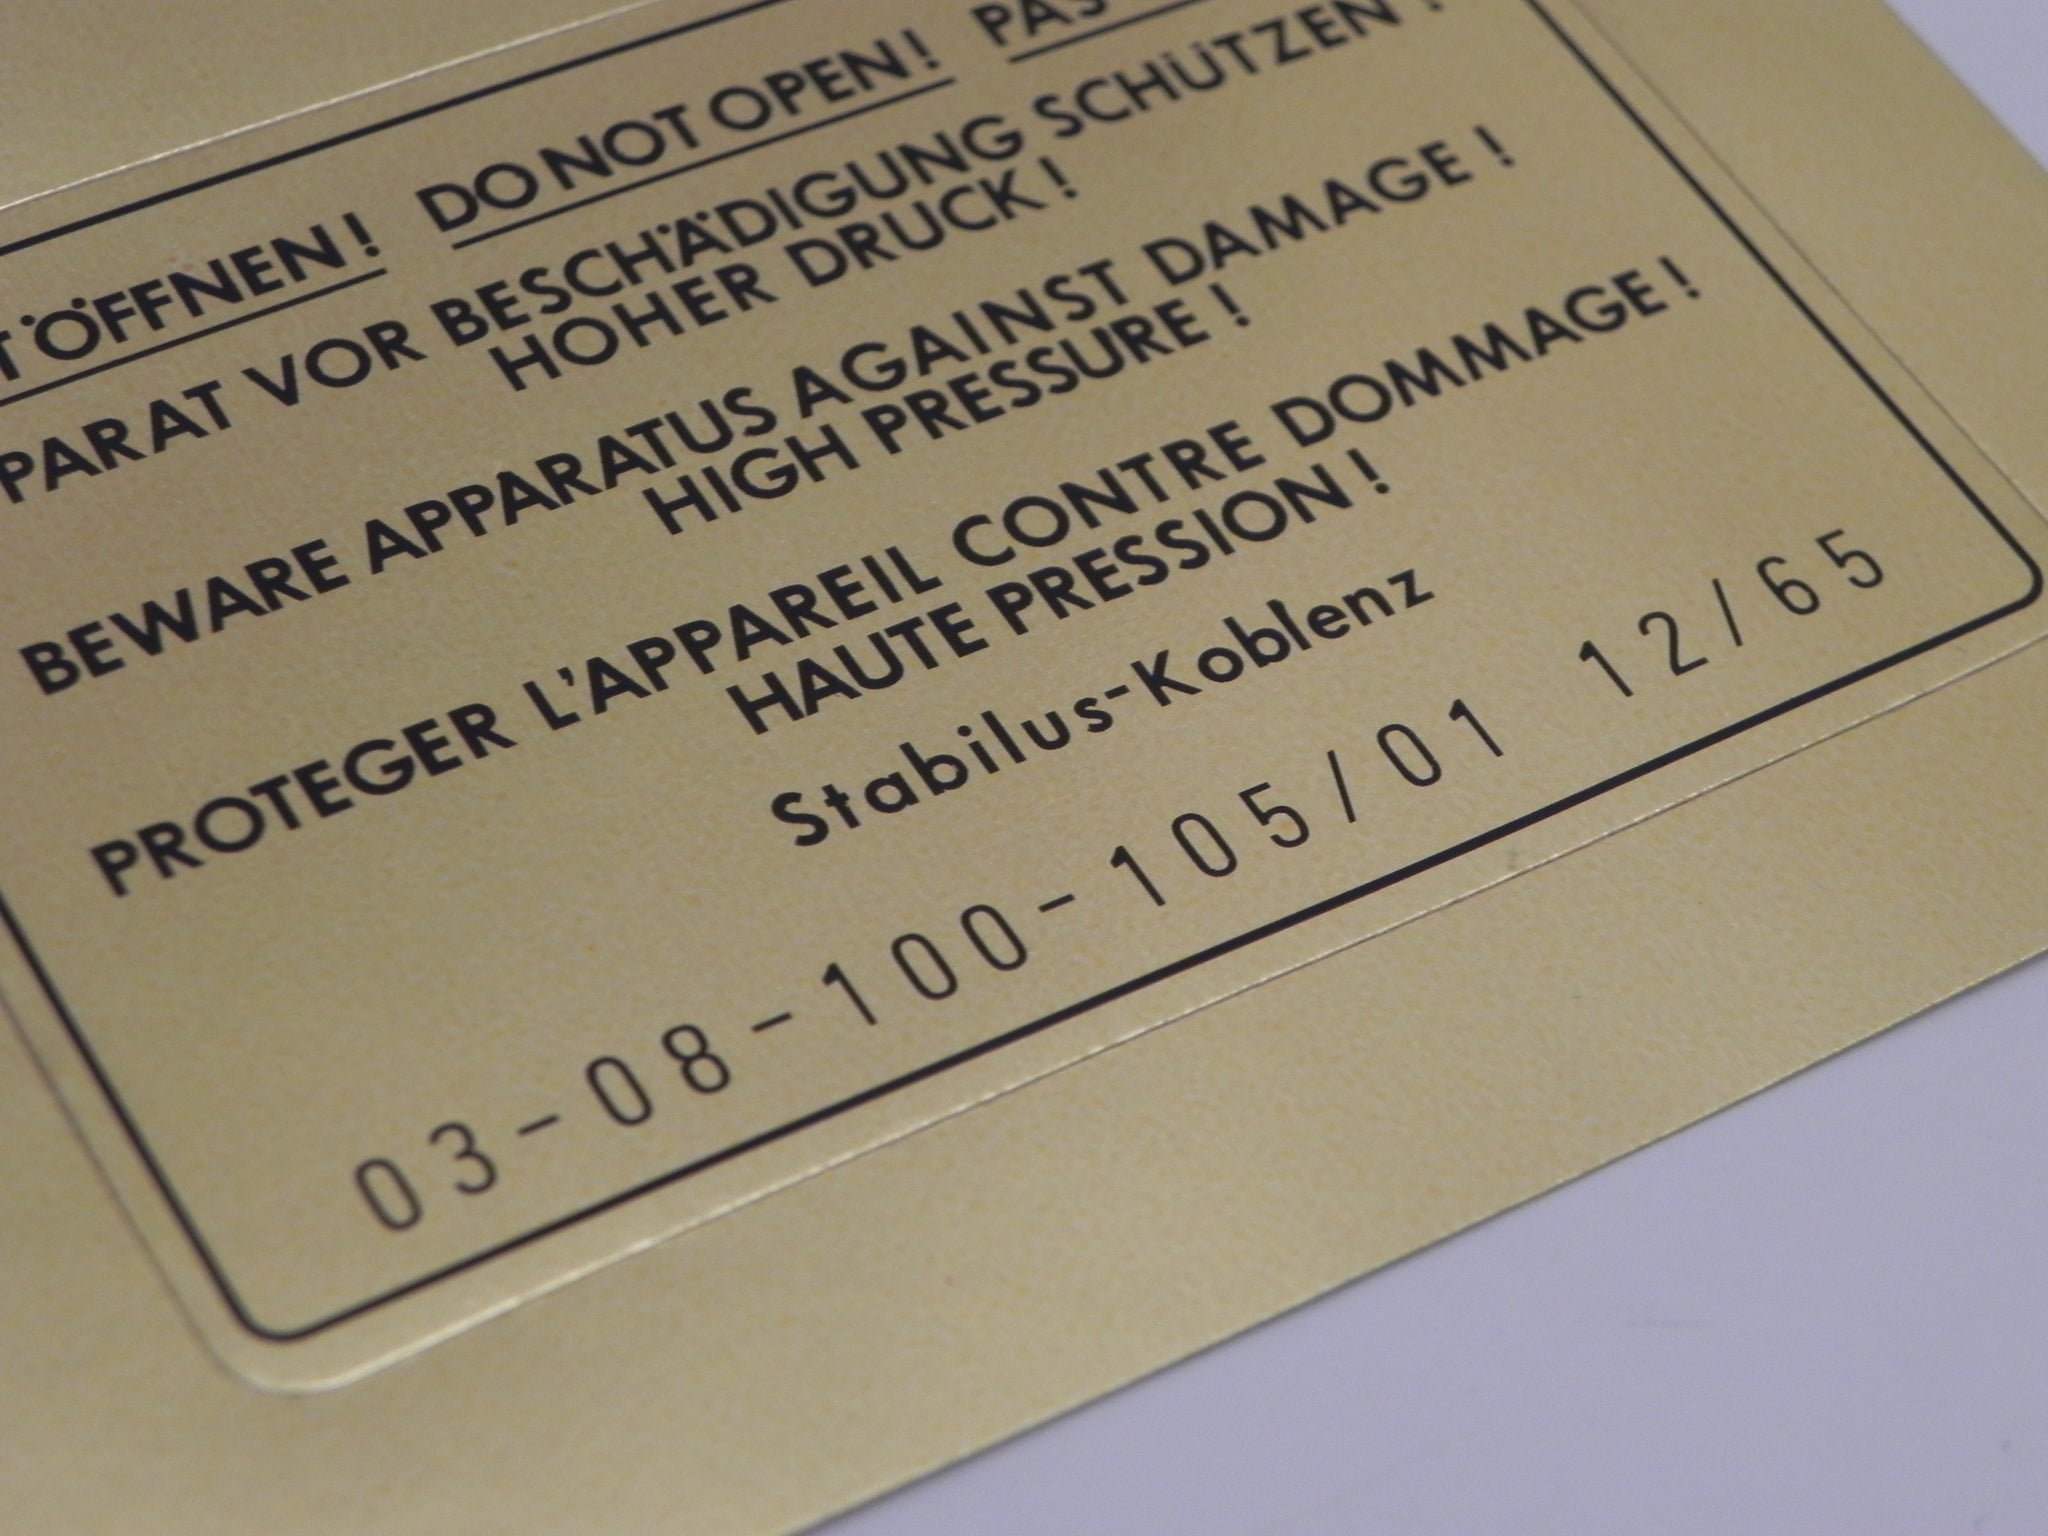 ÖFFNEN! DO NOT OPEN! PAS
VOR BESCHÄDIGUNG SCHÜTZEN!
HOHER DRUCK!
BEWARE APPARATUS AGAINST DAMAGE!
HIGH PRESSURE!
PROTEGER L'APPAREIL CONTRE DOMMAGE!
HAUTE PRESSION!
Stabilus-Koblenz
03-08-100-105/01 12/65